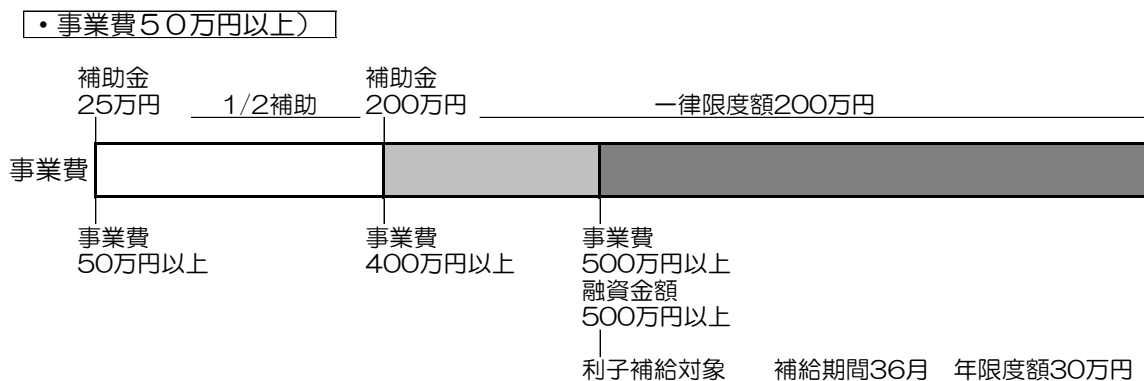 ・事業費５０万円以上）
補助金
25万円
1/2補助
補助金
200万円
一律限度額200万円
事業費
事業費
50万円以上
事業費
400万円以上
事業費
500万円以上
融資金額
500万円以上
利子補給対象　　補給期間36月　年限度額30万円